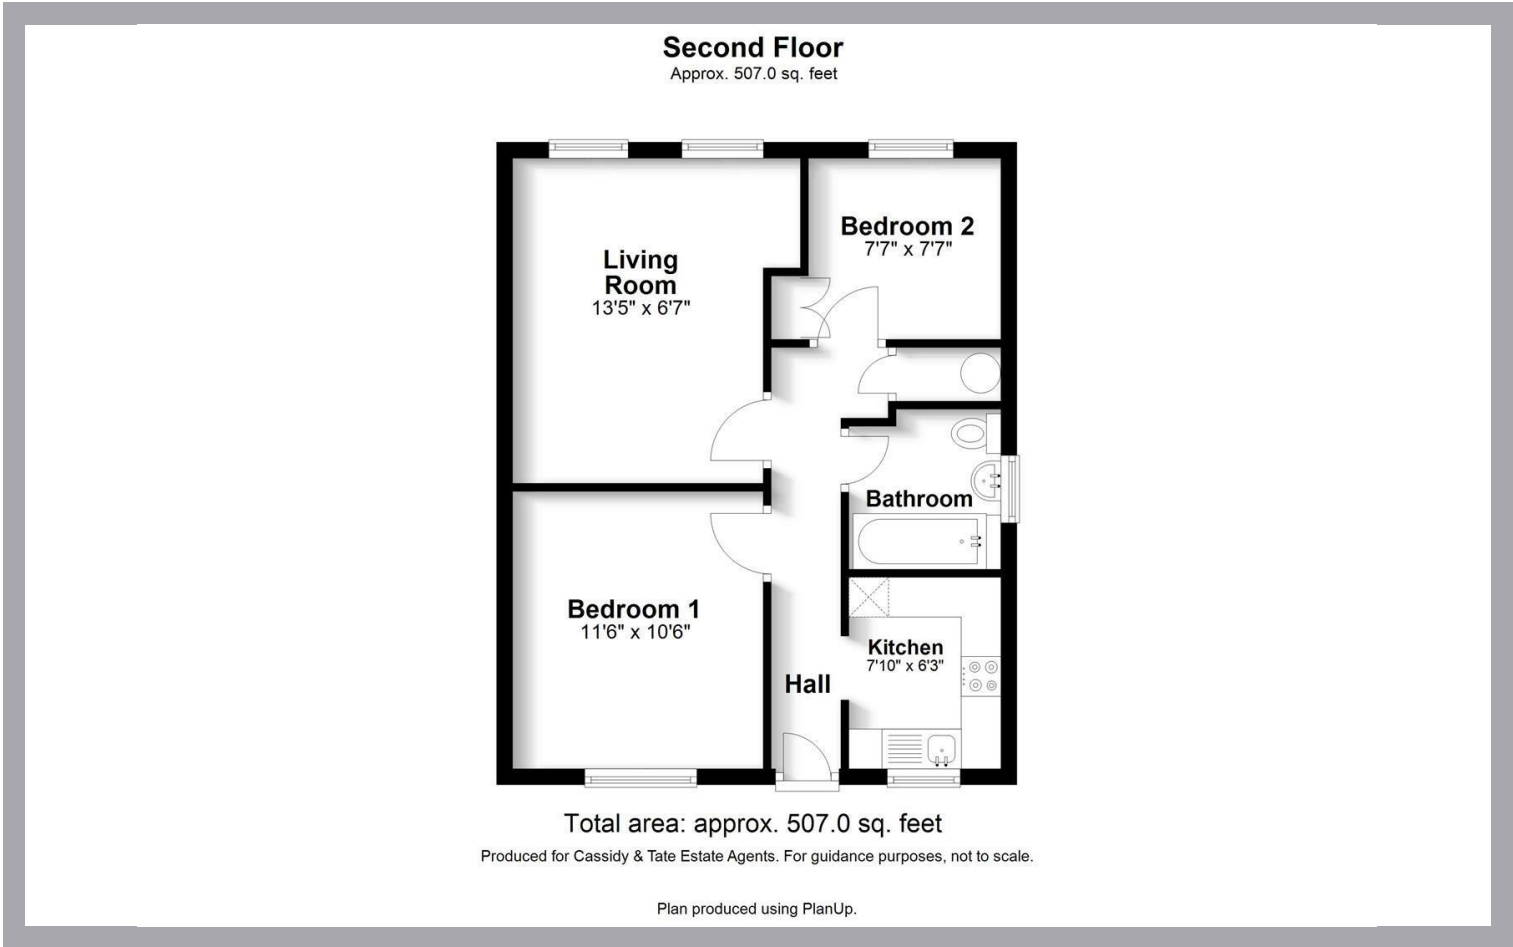 Second Floor
Approx. 507.0 sq. feet
Bedroom 2
7'7" x 7'7"
Living
Room
13'5" x 6'7"
Bathroom
Bedroom 1
11'6" x 10'6"
Kitchen
7'10" x 6'3"
Hall
Total area: approx. 507.0 sq. feet
Produced for Cassidy & Tate Estate Agents. For guidance purposes, not to scale.
Plan produced using PlanUp.